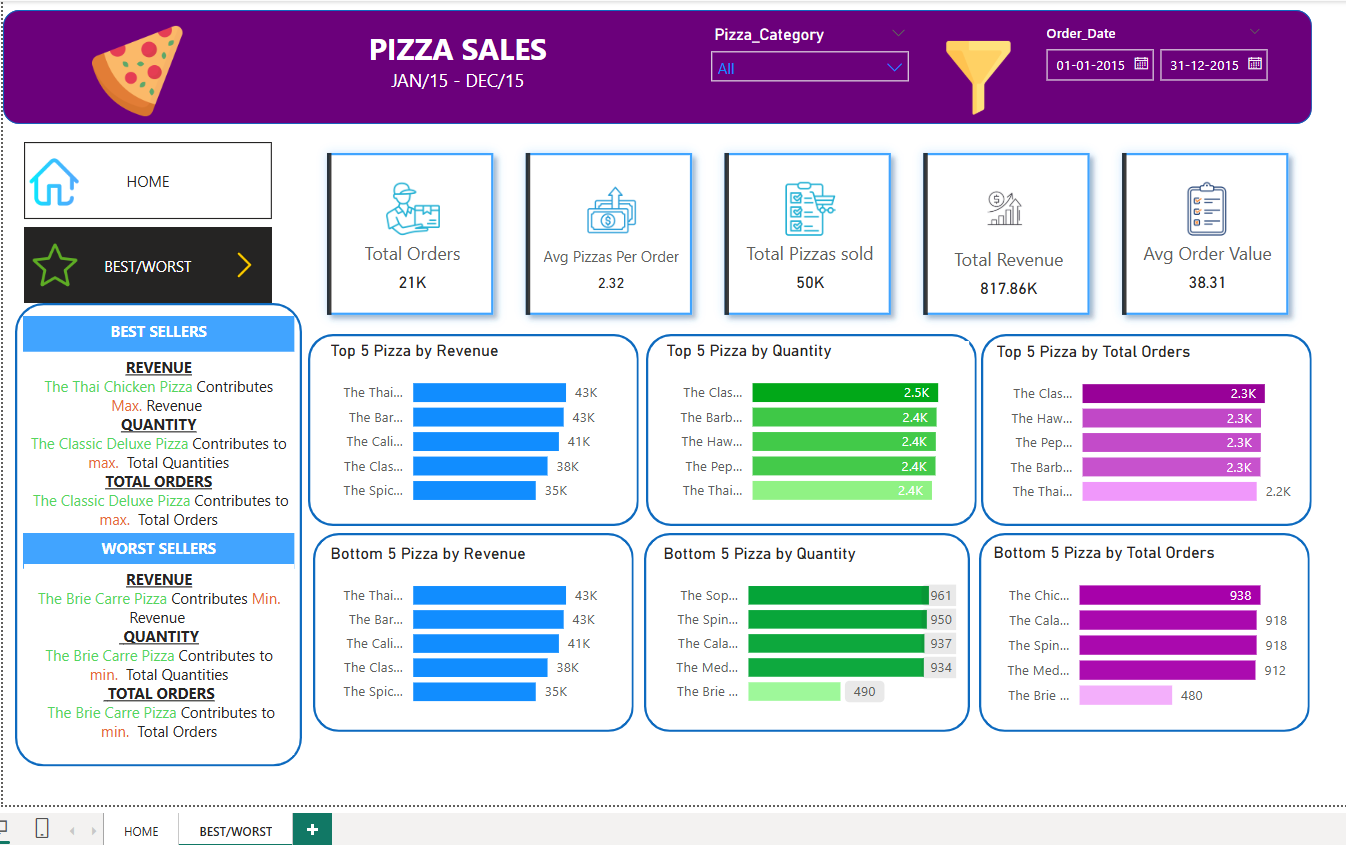 PIZZA SALES
JAN/15 - DEC/15
Pizza_Category
All
Order_Date
01-01-2015
31-12-2015
HOME
BEST/WORST
Total Orders
21K
Avg Pizzas Per Order
2.32
Total Pizzas sold
50K
Total Revenue
817.86K
Avg Order Value
38.31
BEST SELLERS
REVENUE
The Thai Chicken Pizza Contributes
Max. Revenue
QUANTITY
The Classic Deluxe Pizza Contributes to
max. Total Quantities
TOTAL ORDERS
The Classic Deluxe Pizza Contributes to
max. Total Orders
WORST SELLERS
REVENUE
The Brie Carre Pizza Contributes Min.
Revenue
QUANTITY
The Brie Carre Pizza Contributes to
min. Total Quantities
TOTAL ORDERS
The Brie Carre Pizza Contributes to
min. Total Orders
Top 5 Pizza by Revenue
The Thai... 43K
The Bar... 43K
The Cali... 41K
The Clas... 38K
The Spic... 35K
Top 5 Pizza by Quantity
The Clas... 2.5K
The Barb... 2.4K
The Haw... 2.4K
The Pep... 2.4K
The Thai... 2.4K
Top 5 Pizza by Total Orders
The Clas... 2.3K
The Haw... 2.3K
The Pep... 2.3K
The Barb... 2.3K
The Thai... 2.2K
Bottom 5 Pizza by Revenue
The Thai... 43K
The Bar... 43K
The Cali... 41K
The Clas... 38K
The Spic... 35K
Bottom 5 Pizza by Quantity
The Sop... 961
The Spin... 950
The Cala... 937
The Med... 934
The Brie ... 490
Bottom 5 Pizza by Total Orders
The Chic... 938
The Cala... 918
The Spin... 918
The Med... 912
The Brie ... 480
HOME
BEST/WORST
+